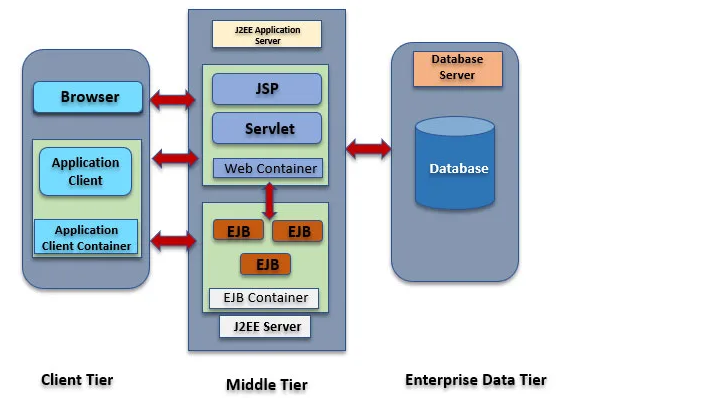 Browser
Application
Client
Application
Client Container
J2EE Application
Server
JSP
Servlet
Web Container
EJB
EJB
EJB
EJB Container
J2EE Server
Database
Server
Database
Client Tier
Middle Tier
Enterprise Data Tier